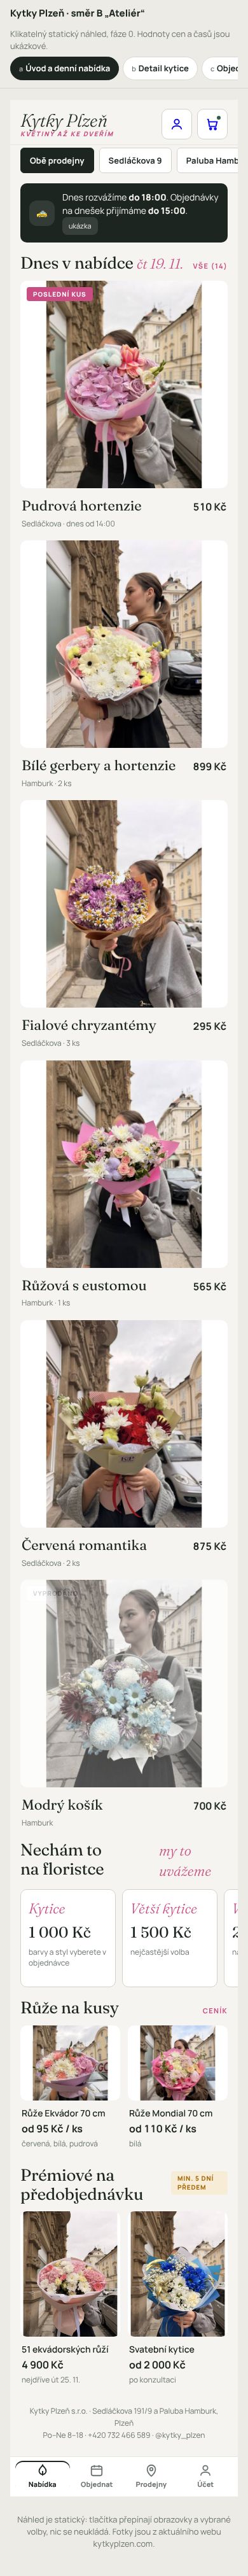 Kytky Plzeň · směr B „Ateliér“
Klikatelný statický náhled, fáze 0. Hodnoty cen a časů jsou
ukázkové.
a Úvod a denní nabídka
b Detail kytice
c
Kytky Plzeň
KVĚTINY AŽ KE DVEŘÍM
Obě prodejny
Sedláčkova 9
Paluba Hamb
Dnes rozvážíme do 18:00. Objednávky
na dnešek přijímáme do 15:00.
ukázka
Dnes v nabídce čt 19. 11.
VŠE (14)
POSLEDNÍ KUS
Pudrová hortenzie
510 Kč
Sedláčkova · dnes od 14:00
Bílé gerbery a hortenzie
899 Kč
Hamburk · 2 ks
Fialové chryzantémy
295 Kč
Sedláčkova · 3 ks
Růžová s eustomou
565 Kč
Hamburk · 1 ks
Červená romantika
875 Kč
Sedláčkova · 2 ks
Modrý košík
700 Kč
Hamburk
Nechám to
na floristce
my to
uvážeme
Kytice
1 000 Kč
barvy a styl vyberete v
objednávce
Větší kytice
1 500 Kč
nejčastější volba
Růže na kusy
CENÍK
Růže Ekvádor 70 cm
od 95 Kč / ks
červená, bílá, pudrová
Růže Mondial 70 cm
od 110 Kč / ks
bílá
Prémiové na
předobjednávku
MIN. 5 DNÍ
PŘEDEM
51 ekvádorských růží
4 900 Kč
nejdříve út 25. 11.
Svatební kytice
od 2 000 Kč
po konzultaci
Kytky Plzeň s.r.o. · Sedláčkova 191/9 a Paluba Hamburk,
Plzeň
Po–Ne 8–18 · +420 732 466 589 · @kytky_plzen
Nabídka
Objednat
Prodejny
Účet
Náhled je statický: tlačítka přepínají obrazovky a vybrané
volby, nic se neukládá. Fotky jsou z aktuálního webu
kytkyplzen.com.